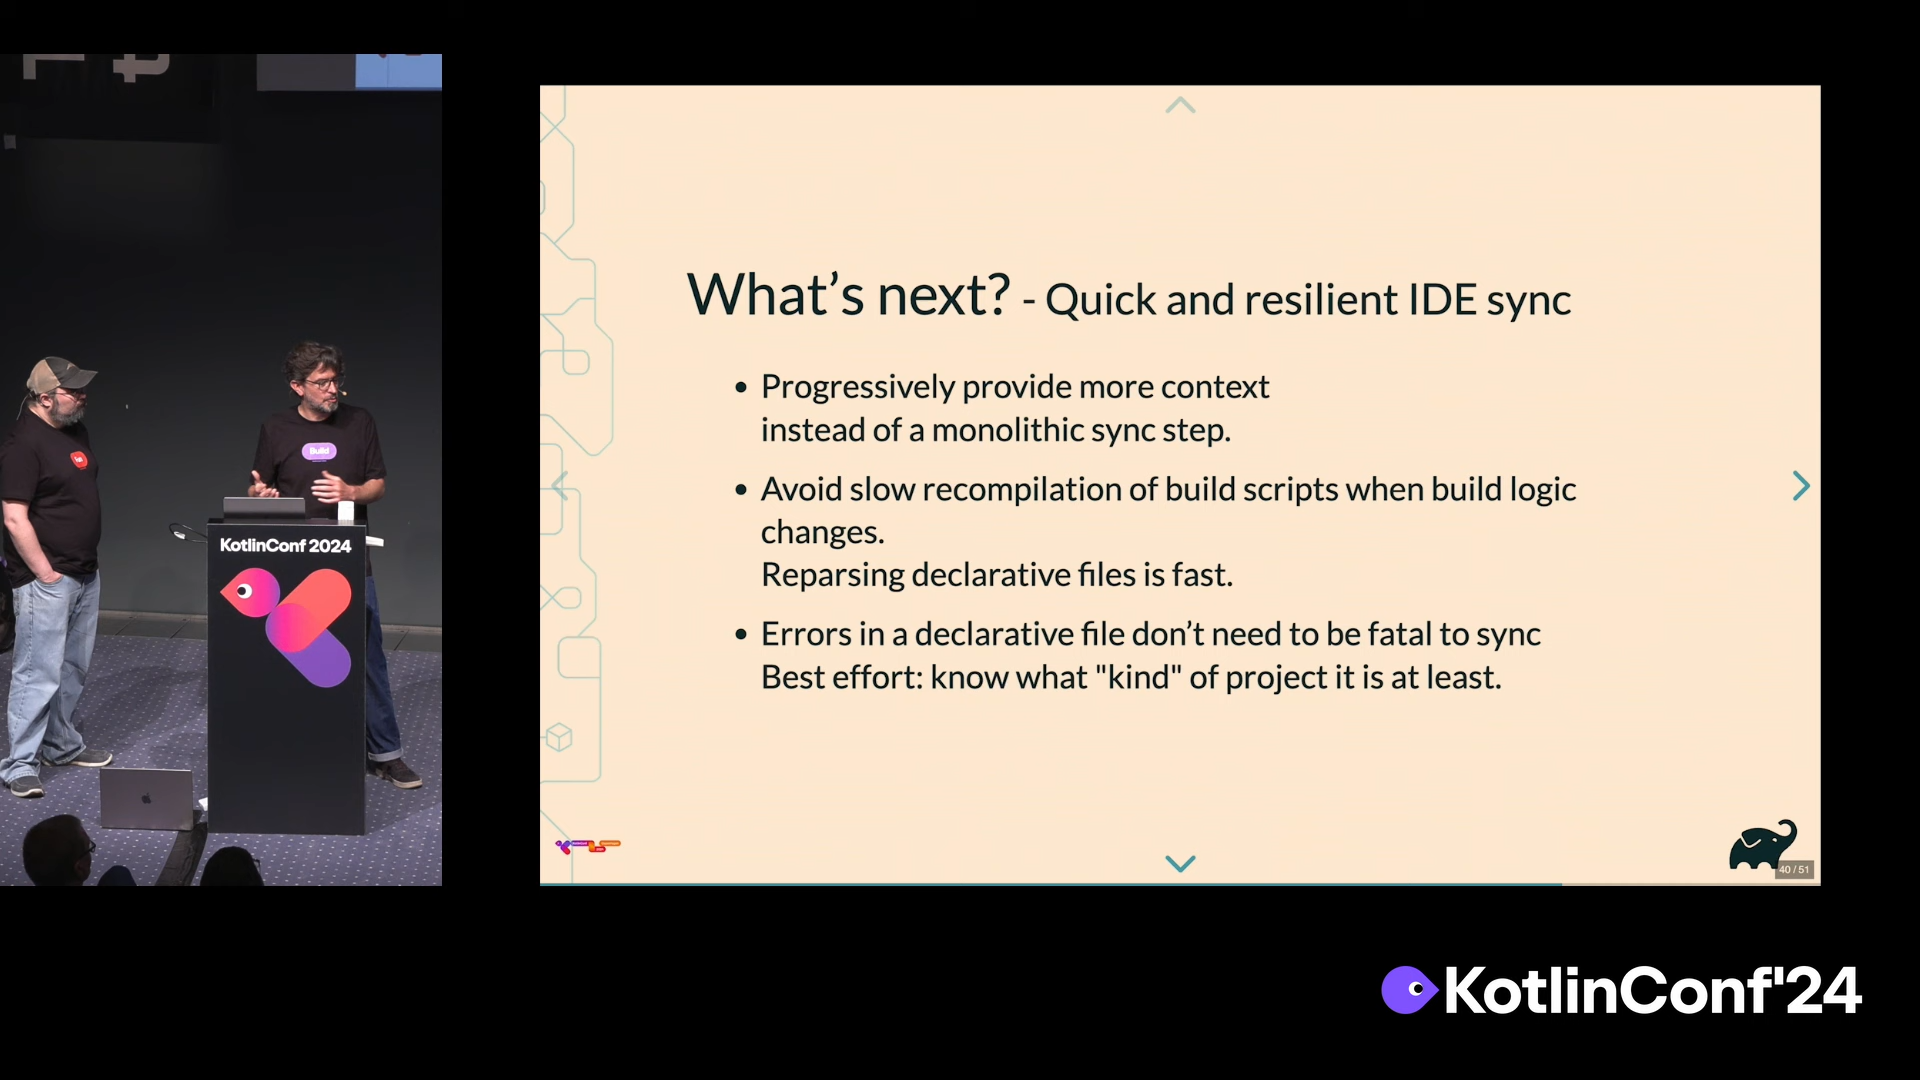 What's next? - Quick and resilient IDE sync
Progressively provide more context
instead of a monolithic sync step.
Avoid slow recompilation of build scripts when build logic
changes.
Reparsing declarative files is fast.
Errors in a declarative file don't need to be fatal to sync
Best effort: know what "kind" of project it is at least.
40 / 51
Build
KotlinConf 2024
KotlinConf'24